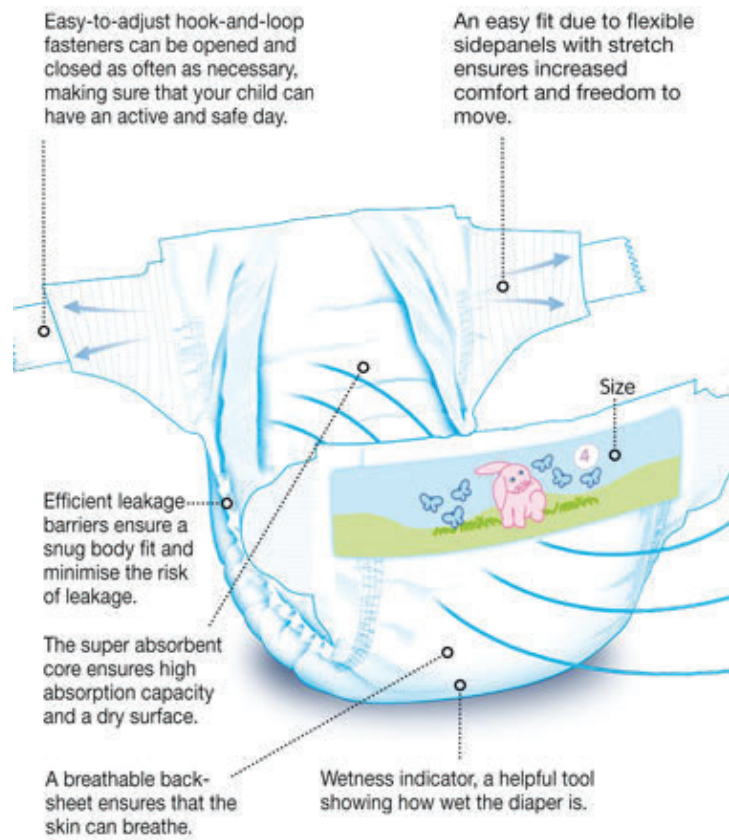 Easy-to-adjust hook-and-loop
fasteners can be opened and
closed as often as necessary,
making sure that your child can
have an active and safe day.
An easy fit due to flexible
sidepanels with stretch
ensures increased
comfort and freedom to
move.
Size
4
Efficient leakage
barriers ensure a
snug body fit and
minimise the risk
of leakage.
The super absorbent
core ensures high
absorption capacity
and a dry surface.
A breathable back-
sheet ensures that the
skin can breathe.
Wetness indicator, a helpful tool
showing how wet the diaper is.